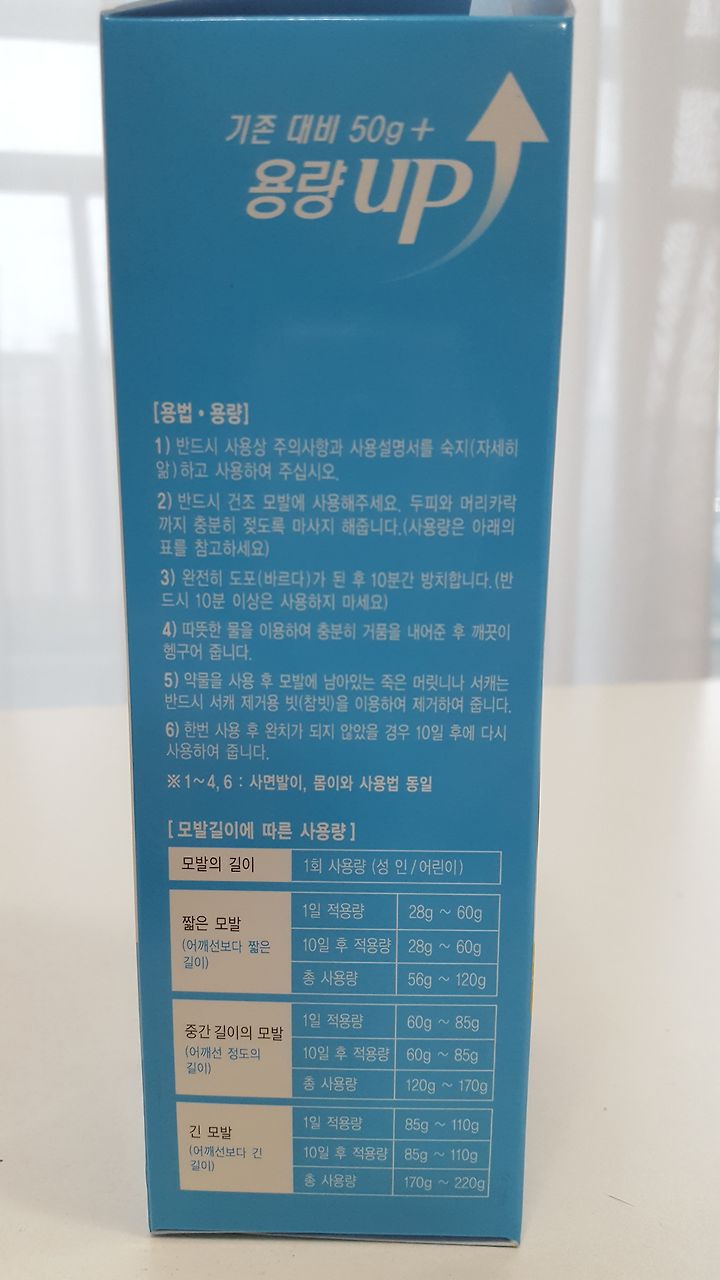 기존 대비 50g+
용량 up
[용법•용량]
1) 반드시 사용상 주의사항과 사용설명서를 숙지(자세히
앎)하고 사용하여 주십시오.
2) 반드시 건조 모발에 사용해주세요. 두피와 머리카락
까지 충분히 젖도록 마사지 해줍니다.(사용량은 아래의
표를 참고하세요)
3) 완전히 도포(바르다)가 된 후 10분간 방치합니다.(반
드시 10분 이상은 사용하지 마세요)
4) 따뜻한 물을 이용하여 충분히 거품을 내어준 후 깨끗이
헹구어 줍니다.
5) 약물을 사용 후 모발에 남아있는 죽은 머릿니나 서캐는
반드시 서캐 제거용 빗(참빗)을 이용하여 제거하여 줍니다.
6) 한번 사용 후 완치가 되지 않았을 경우 10일 후에 다시
사용하여 줍니다.
※1~4, 6 : 사면발이, 몸이와 사용법 동일
[모발길이에 따른 사용량]
모발의 길이 1회 사용량 (성 인/어린이)
짧은 모발
(어깨선보다 짧은
길이)
1일 적용량 28g ~ 60g
10일 후 적용량 28g ~ 60g
총 사용량 56g ~ 120g
중간 길이의 모발
(어깨선 정도의
길이)
1일 적용량 60g ~ 85g
10일 후 적용량 60g ~ 85g
총 사용량 120g ~ 170g
긴 모발
(어깨선보다 긴
길이)
1일 적용량 85g ~ 110g
10일 후 적용량 85g ~ 110g
총 사용량 170g ~ 220g